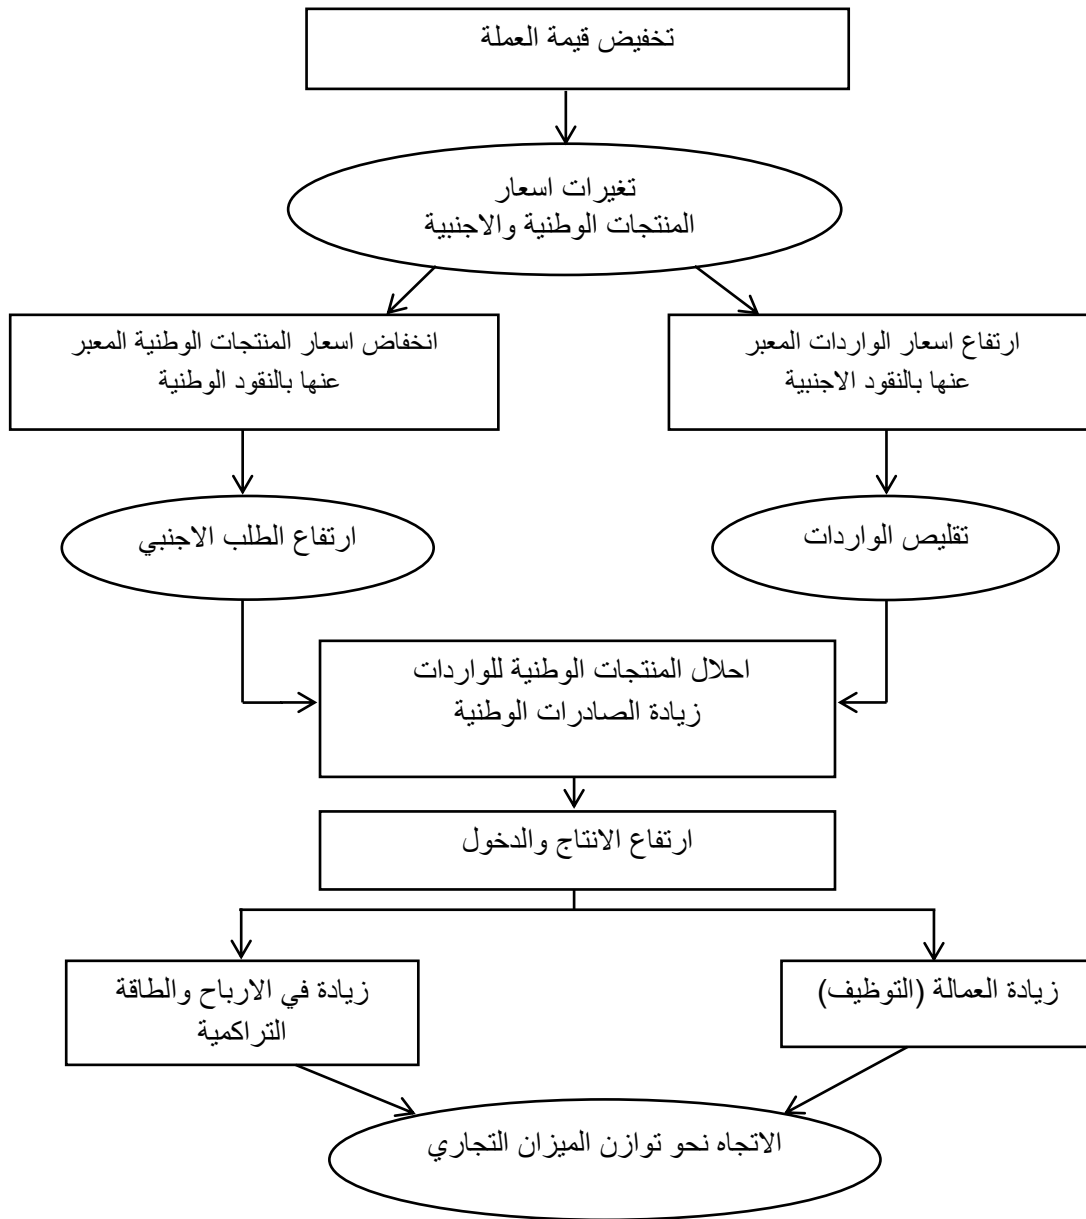 تخفيض قيمة العملة
تغيرات اسعار
المنتجات الوطنية والاجنبية
ارتفاع اسعار الواردات المعبر
عنها بالنقود الاجنبية
انخفاض اسعار المنتجات الوطنية المعبر
عنها بالنقود الوطنية
تقليص الواردات
ارتفاع الطلب الاجنبي
احلال المنتجات الوطنية للواردات
زيادة الصادرات الوطنية
ارتفاع الانتاج والدخول
زيادة العمالة (التوظيف)
زيادة في الارباح والطاقة
التراكمية
الاتجاه نحو توازن الميزان التجاري